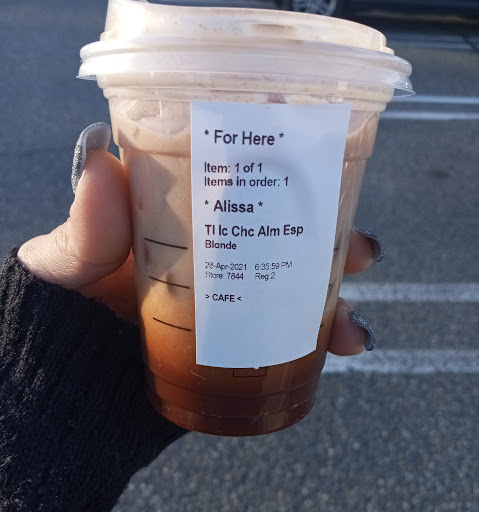 * For Here *
Item: 1 of 1
Items in order: 1
* Alissa *
Tl Ic Chc Alm Esp
Blonde
26-Apr-2021 6:35:59 PM
Store: 7844 Reg 2
> CAFE <